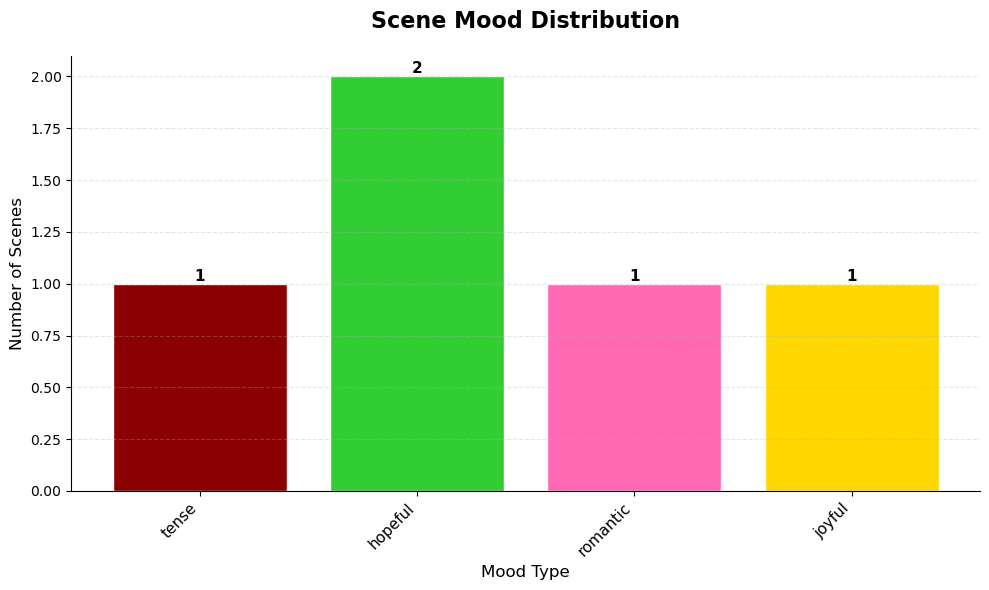 Scene Mood Distribution
2.00
1.75
1.50
1.25
1.00
0.75
0.50
0.25
0.00
Number of Scenes
1
2
1
1
tense
hopeful
romantic
joyful
Mood Type